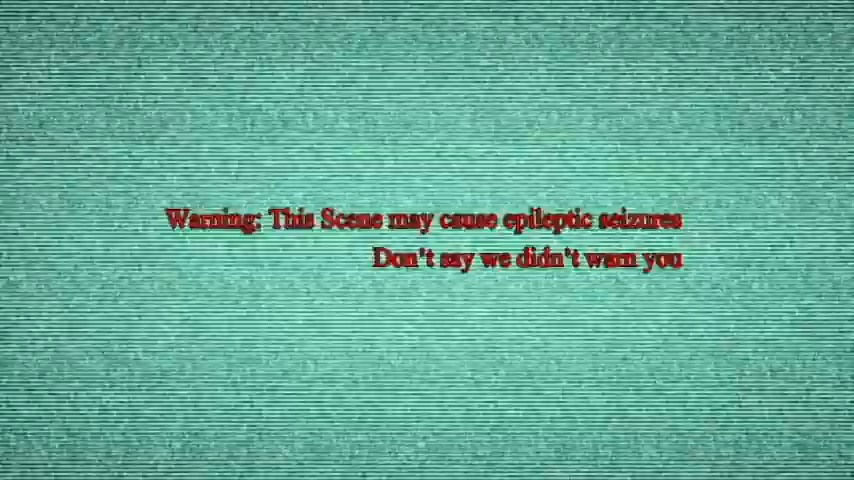 Warning: This Scene may cause epileptic seizures
Don't say we didn't warn you